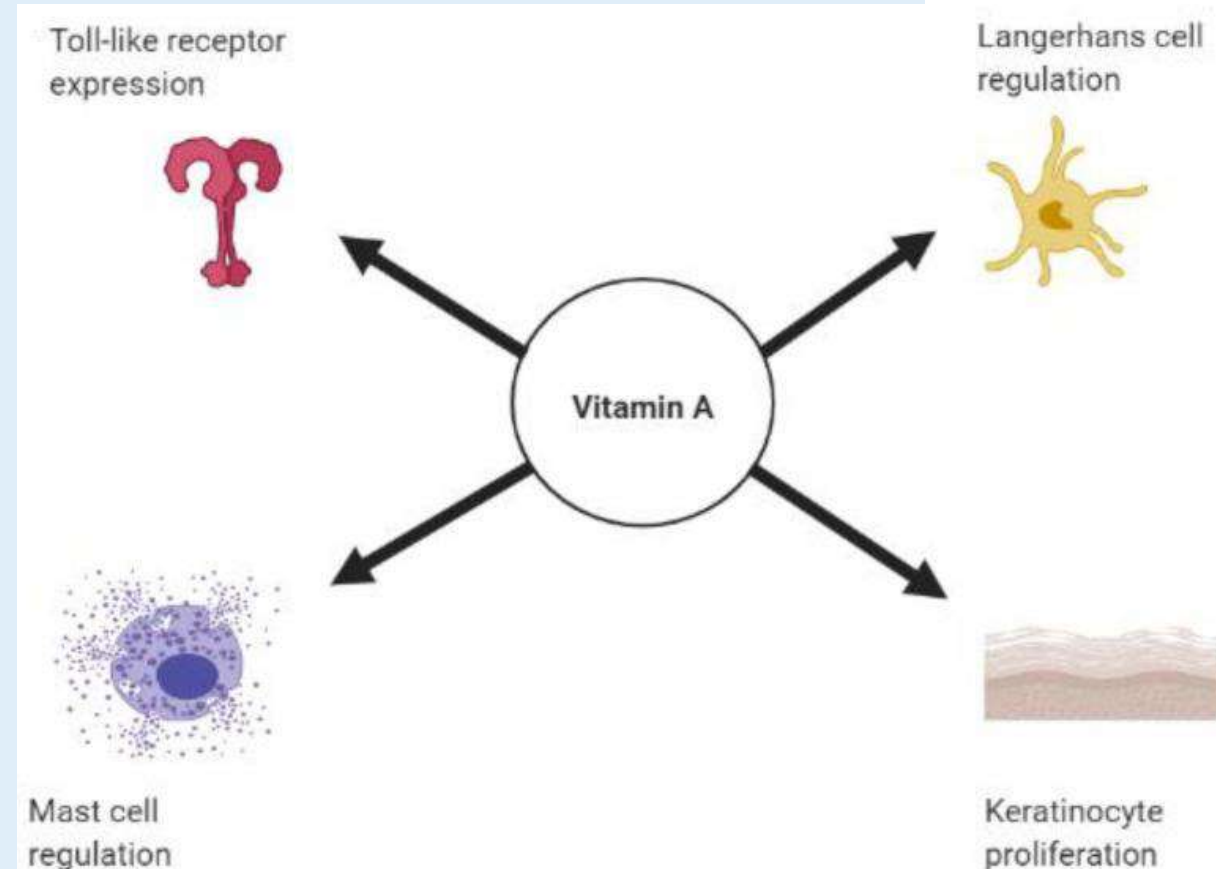 Toll-like receptor
expression
Langerhans cell
regulation
Vitamin A
Mast cell
regulation
Keratinocyte
proliferation